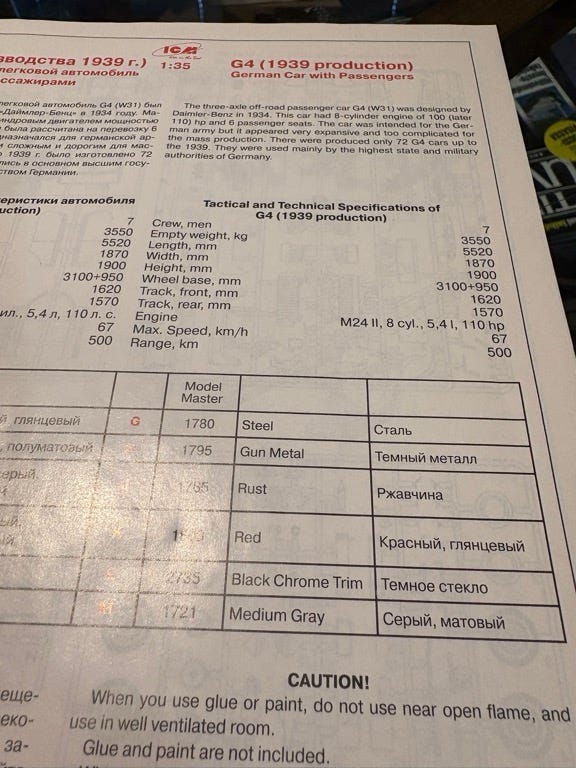 зводства 1939 г.)
легковой автомобиль
ссажирами
ICM
1:35
G4 (1939 production)
German Car with Passengers
легковой автомобиль G4 (W31) был
«Даймлер-Бенц» в 1934 году. Ма-
индровым двигателем мощностью
была рассчитана на перевозку 6
дназначался для германской ар-
м сложным и дорогим для мас-
о 1939 г. было изготовлено 72
лись в основном высшим госу-
ством Германии.
The three-axle off-road passenger car G4 (W31) was designed by
Daimler-Benz in 1934. This car had 8-cylinder engine of 100 (later
110) hp and 6 passenger seats. The car was intended for the Ger-
man army but it appeared very expansive and too complicated for
the mass production. There were produced only 72 G4 cars up to
the 1939. They were used mainly by the highest state and military
authorities of Germany.
теристики автомобиля
uction)
7
3550
5520
1870
1900
3100+950
1620
1570
ил., 5,4 л, 110 л. с.
67
500
Tactical and Technical Specifications of
G4 (1939 production)
Crew, men 7
Empty weight, kg 3550
Length, mm 5520
Width, mm 1870
Height, mm 1900
Wheel base, mm 3100+950
Track, front, mm 1620
Track, rear, mm 1570
Engine M24 II, 8 cyl., 5,4 l, 110 hp
Max. Speed, km/h 67
Range, km 500
Model
Master
й глянцевый G 1780 Steel Сталь
, полуматовый 1795 Gun Metal Темный металл
Rust Ржавчина
Red Красный, глянцевый
2735 Black Chrome Trim Темное стекло
1721 Medium Gray Серый, матовый
CAUTION!
When you use glue or paint, do not use near open flame, and
use in well ventilated room.
Glue and paint are not included.
еще-
еко-
за-